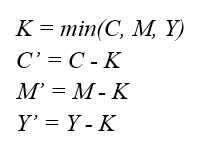 K = min(C, M, Y)
C’ = C - K
M’ = M - K
Y’ = Y - K